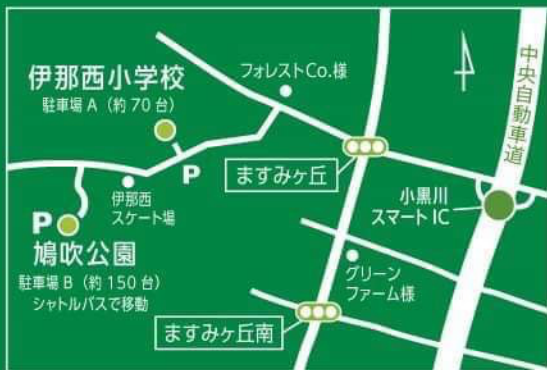 伊那西小学校
駐車場 A（約 70 台）
P
フォレストCo.様
中央自動車道
ますみヶ丘
小黒川
スマート IC
伊那西
スケート場
P
鳩吹公園
駐車場 B（約 150 台）
シャトルバスで移動
グリーン
ファーム様
ますみヶ丘南